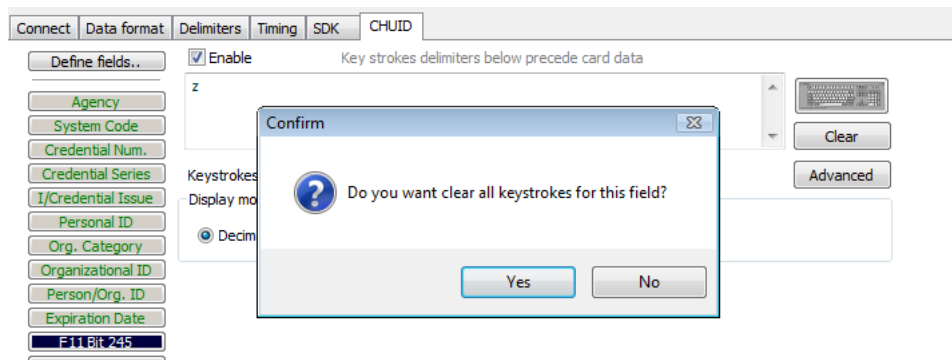 Connect Data format Delimiters Timing SDK CHUID
Define fields.. Enable Key strokes delimiters below precede card data
z
Agency
System Code
Confirm
Clear
Credential Num.
Credential Series
Keystrokes
Advanced
Do you want clear all keystrokes for this field?
I/Credential Issue
Display mo
Personal ID
Decim
Org. Category
Organizational ID
Yes No
Person/Org. ID
Expiration Date
F11 Bit 245